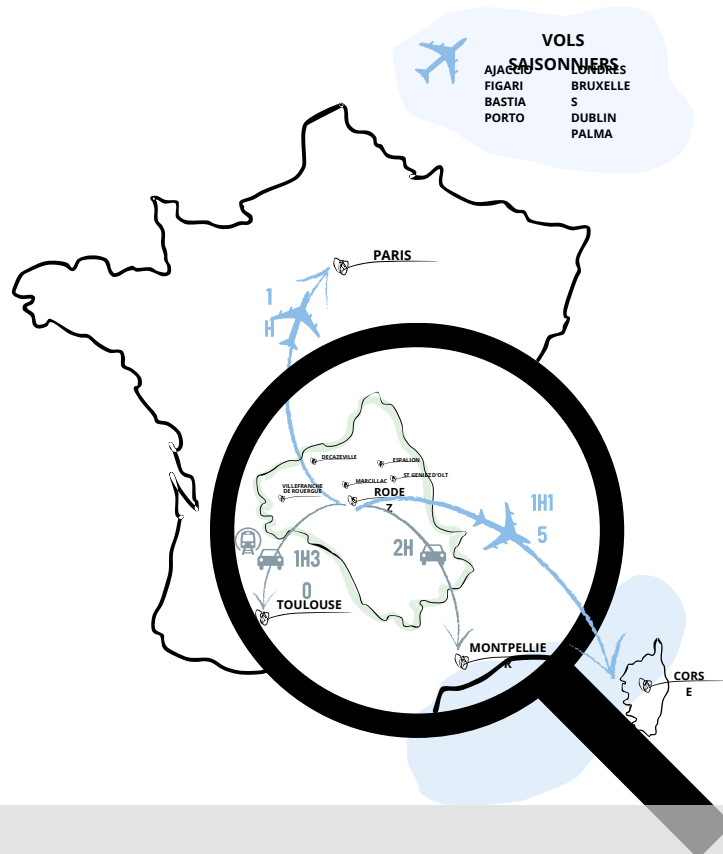 VOLS
SAISONNIERS
AJACCIO
FIGARI
BASTIA
PORTO
LONDRES
BRUXELLE
S
DUBLIN
PALMA
PARIS
1
H
DECAZEVILLE
ESPALION
ST GENIEZ D'OLT
MARCILLAC
VILLEFRANCHE
DE ROUERGUE
RODE
Z
1H1
5
2H
1H3
0
TOULOUSE
MONTPELLIE
R
CORS
E